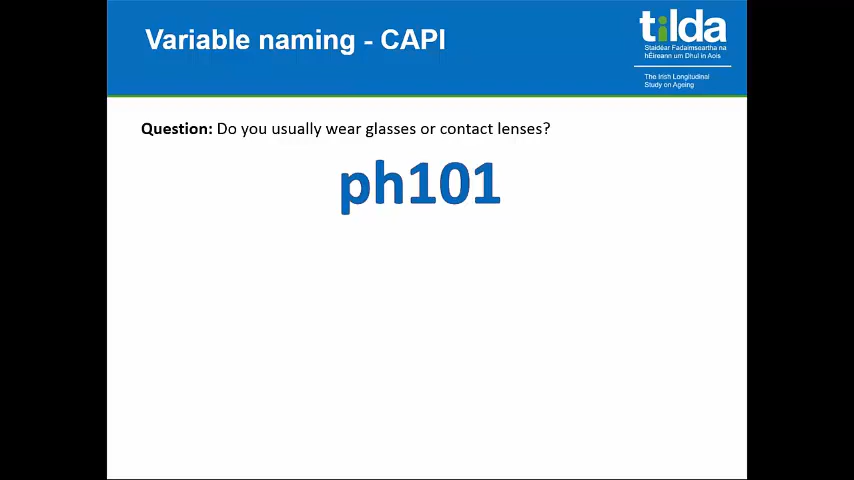 Variable naming - CAPI
tilda
Staidéar Fadaimseartha na
hÉireann um Dhul in Aois
The Irish Longitudinal
Study on Ageing
Question: Do you usually wear glasses or contact lenses?
ph101